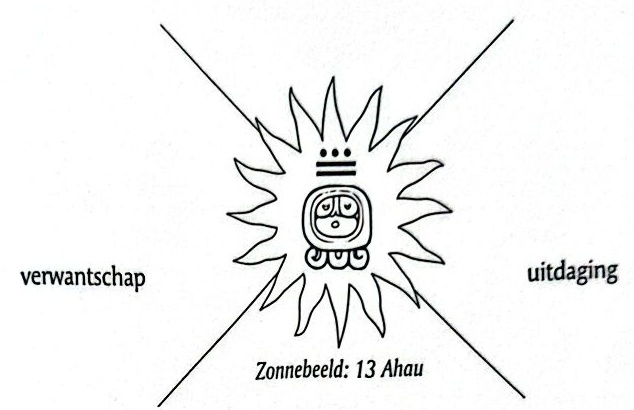 verwantschap
uitdaging
Zonnebeeld: 13 Ahau